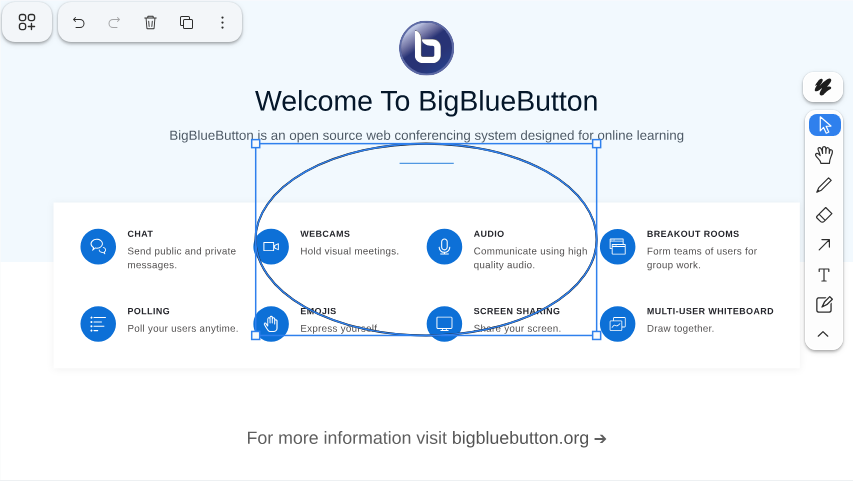 Welcome To BigBlueButton
BigBlueButton is an open source web conferencing system designed for online learning
CHAT
Send public and private
messages.
WEBCAMS
Hold visual meetings.
AUDIO
Communicate using high
quality audio.
BREAKOUT ROOMS
Form teams of users for
group work.
POLLING
Poll your users anytime.
EMOJIS
Express yourself.
SCREEN SHARING
Share your screen.
MULTI-USER WHITEBOARD
Draw together.
For more information visit bigbluebutton.org →